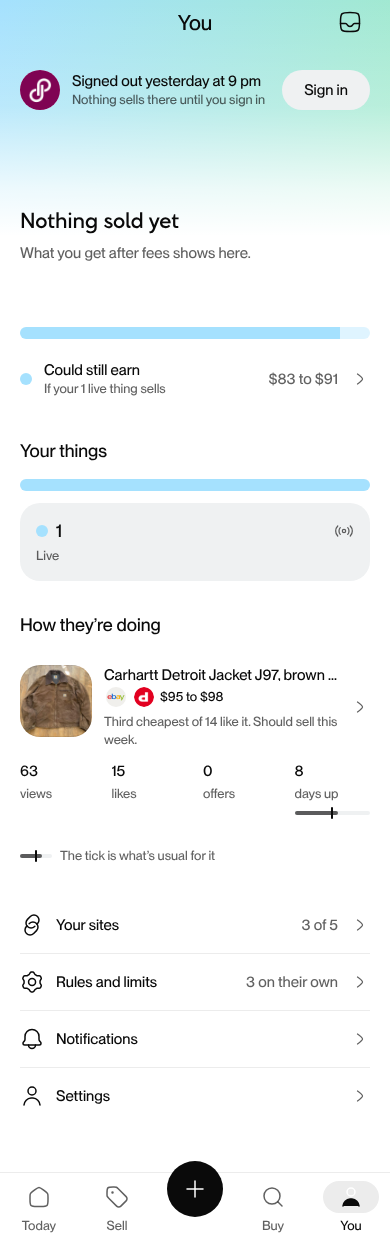 You
Signed out yesterday at 9 pm
Nothing sells there until you sign in
Sign in
Nothing sold yet
What you get after fees shows here.
Could still earn
If your 1 live thing sells
$83 to $91
Your things
1
Live
How they’re doing
Carhartt Detroit Jacket J97, brown ...
ebay d $95 to $98
Third cheapest of 14 like it. Should sell this
week.
63 15 0 8
views likes offers days up
The tick is what’s usual for it
Your sites 3 of 5
Rules and limits 3 on their own
Notifications
Settings
Today Sell Buy You